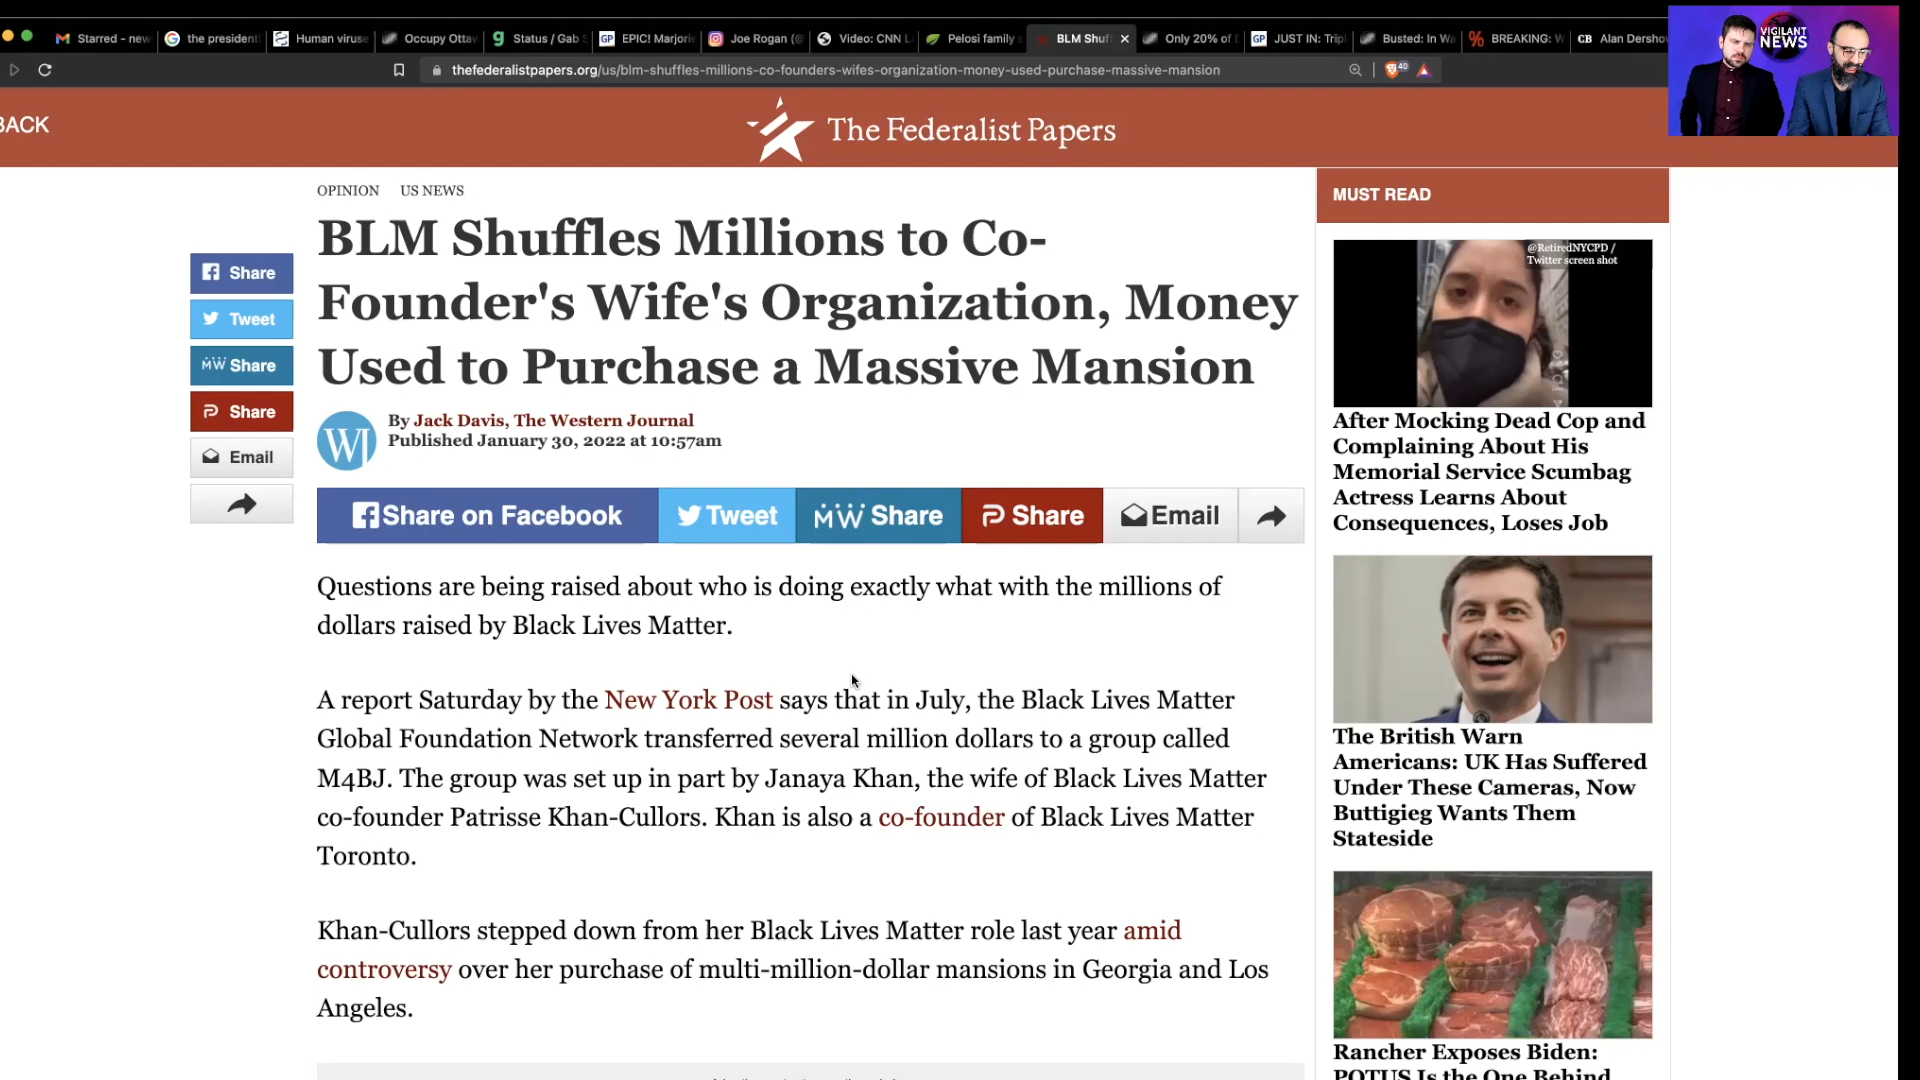 Starred - new
the president
Human viruse
Occupy Ottav
Status / Gab
EPIC! Marjori
Joe Rogan (@
Video: CNN L
Pelosi family
BLM Shuf
Only 20% of
JUST IN: Trip
Busted: In Wa
BREAKING: W
CB Alan Dersho
thefederalistpapers.org/us/blm-shuffles-millions-co-founders-wifes-organization-money-used-purchase-massive-mansion
40
VIGILANT
NEWS
BACK
The Federalist Papers
OPINION US NEWS
BLM Shuffles Millions to Co-
Founder's Wife's Organization, Money
Used to Purchase a Massive Mansion
WJ
By Jack Davis, The Western Journal
Published January 30, 2022 at 10:57am
Share
Tweet
MW Share
Share
Email
Share on Facebook
Tweet
MW Share
Share
Email
Questions are being raised about who is doing exactly what with the millions of
dollars raised by Black Lives Matter.
A report Saturday by the New York Post says that in July, the Black Lives Matter
Global Foundation Network transferred several million dollars to a group called
M4BJ. The group was set up in part by Janaya Khan, the wife of Black Lives Matter
co-founder Patrisse Khan-Cullors. Khan is also a co-founder of Black Lives Matter
Toronto.
Khan-Cullors stepped down from her Black Lives Matter role last year amid
controversy over her purchase of multi-million-dollar mansions in Georgia and Los
Angeles.
MUST READ
@RetiredNYCPD /
Twitter screen shot
After Mocking Dead Cop and
Complaining About His
Memorial Service Scumbag
Actress Learns About
Consequences, Loses Job
The British Warn
Americans: UK Has Suffered
Under These Cameras, Now
Buttigieg Wants Them
Stateside
Rancher Exposes Biden:
POTUS Is the One Behind